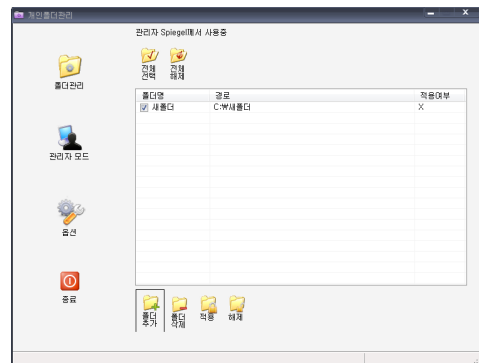 개인폴더관리
관리자 Spiegel께서 사용중
전체
선택
전체
해제
폴더관리
폴더명 경로 적용여부
새폴더 C:\새폴더 X
관리자 모드
옵션
종료
폴더
추가
폴더
삭제
적용
해제